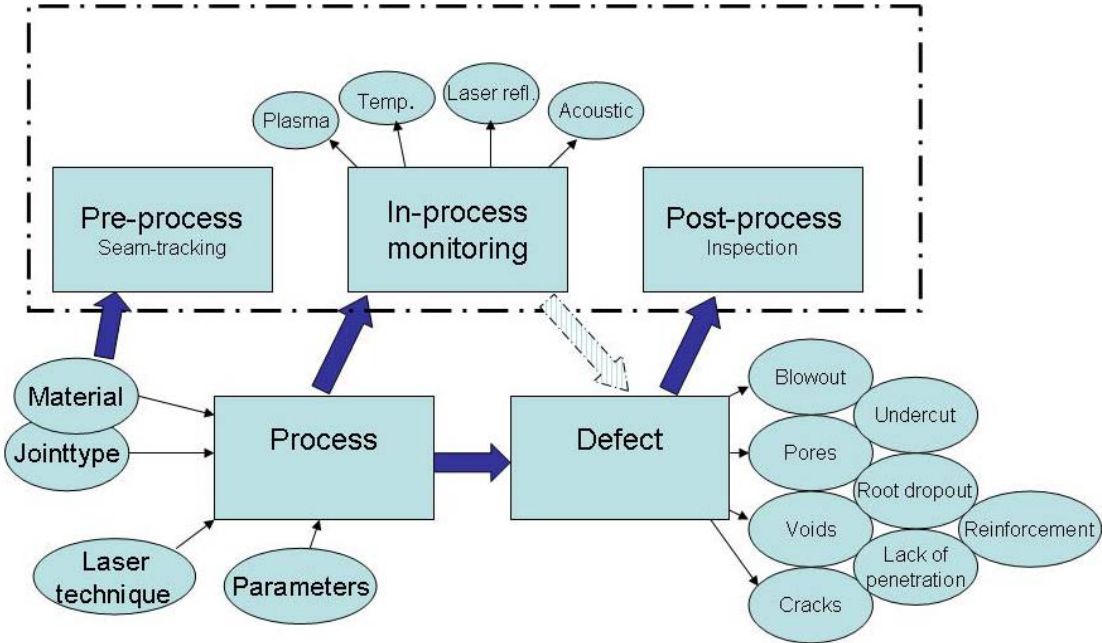 Plasma
Temp.
Laser refl.
Acoustic
Pre-process
Seam-tracking
In-process
monitoring
Post-process
Inspection
Material
Jointtype
Process
Defect
Laser
technique
Parameters
Blowout
Undercut
Pores
Root dropout
Voids
Reinforcement
Lack of
penetration
Cracks